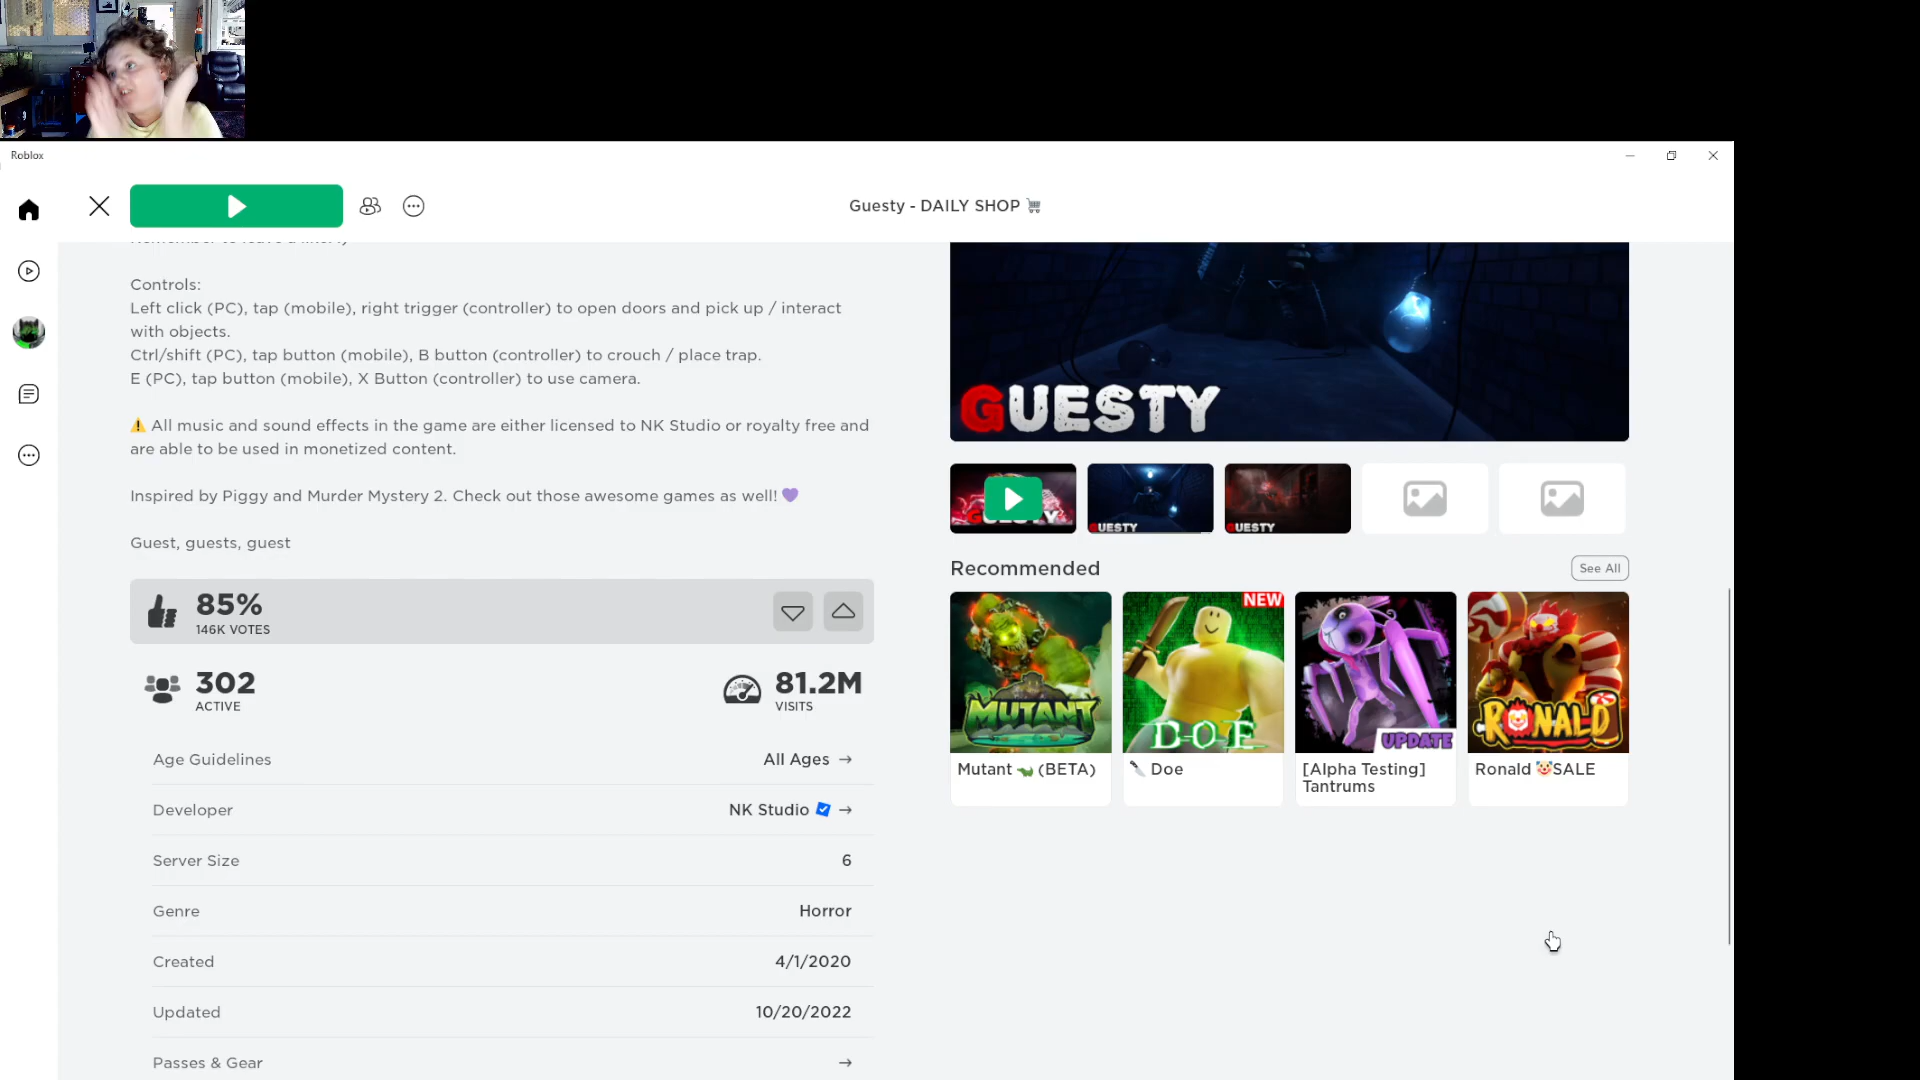 Roblox
Guesty - DAILY SHOP 🛒
Controls:
Left click (PC), tap (mobile), right trigger (controller) to open doors and pick up / interact
with objects.
Ctrl/shift (PC), tap button (mobile), B button (controller) to crouch / place trap.
E (PC), tap button (mobile), X Button (controller) to use camera.
⚠️ All music and sound effects in the game are either licensed to NK Studio or royalty free and
are able to be used in monetized content.
Inspired by Piggy and Murder Mystery 2. Check out those awesome games as well! 💜
Guest, guests, guest
85%
146K VOTES
302
ACTIVE
81.2M
VISITS
Age Guidelines
All Ages →
Developer
NK Studio →
Server Size
6
Genre
Horror
Created
4/1/2020
Updated
10/20/2022
Passes & Gear
→
GUESTY
GUESTY
GUESTY
Recommended
See All
MUTANT
Mutant 🦖 (BETA)
NEW
DOE
🔪 Doe
UPDATE
[Alpha Testing]
Tantrums
RONALD
Ronald 🤡SALE